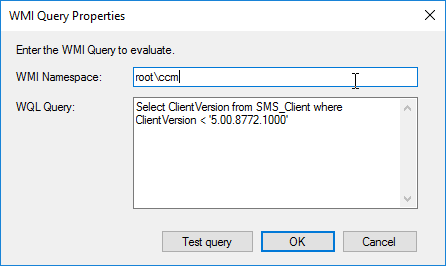 WMI Query Properties
Enter the WMI Query to evaluate.
WMI Namespace:
root\ccm
WQL Query:
Select ClientVersion from SMS_Client where
ClientVersion < '5.00.8772.1000'
Test query
OK
Cancel